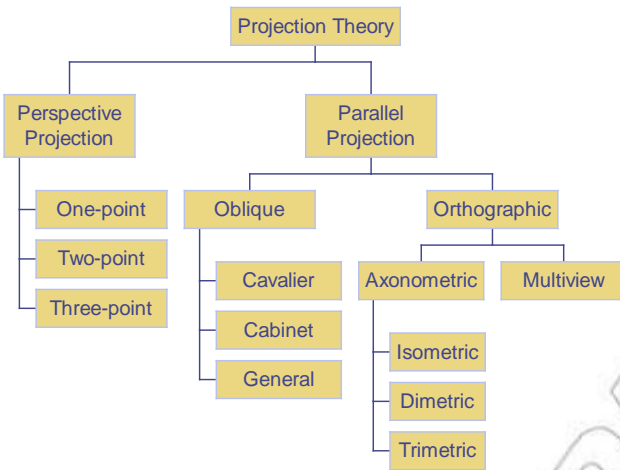 Projection Theory
Perspective
Projection
Parallel
Projection
One-point
Two-point
Three-point
Oblique
Orthographic
Cavalier
Cabinet
General
Axonometric
Multiview
Isometric
Dimetric
Trimetric